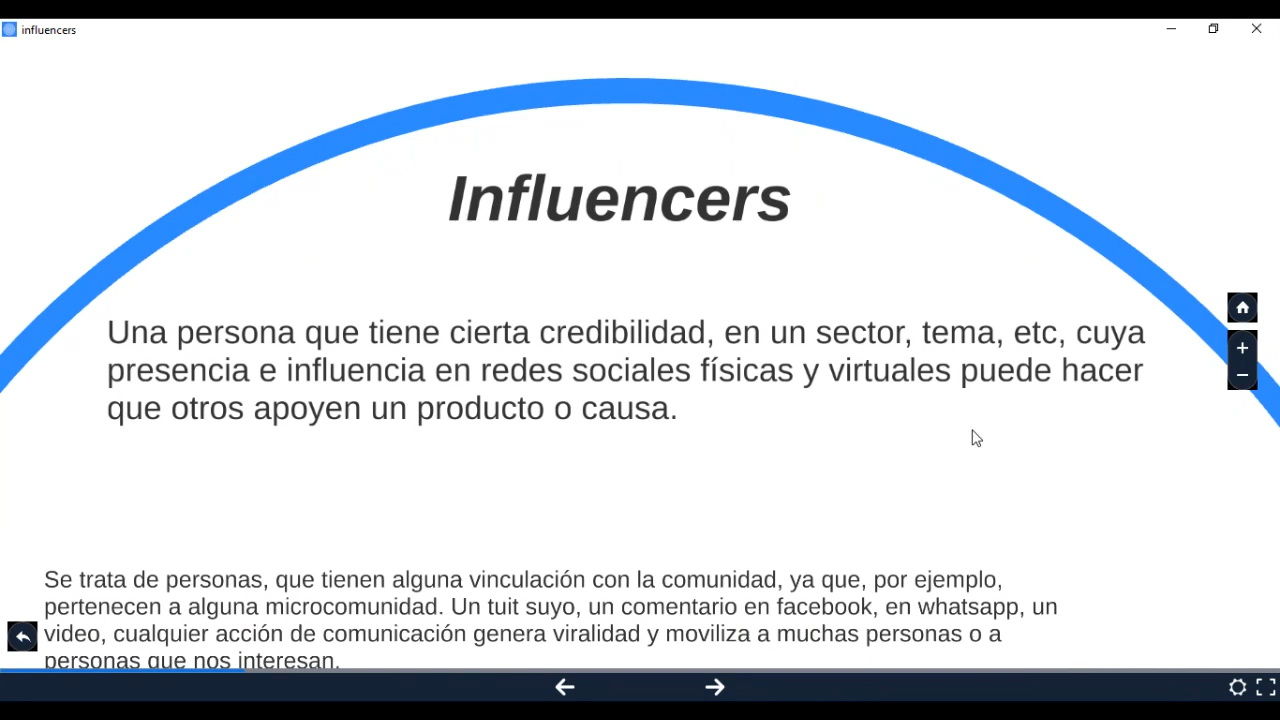 influencers
Influencers
Una persona que tiene cierta credibilidad, en un sector, tema, etc, cuya
presencia e influencia en redes sociales físicas y virtuales puede hacer
que otros apoyen un producto o causa.
Se trata de personas, que tienen alguna vinculación con la comunidad, ya que, por ejemplo,
pertenecen a alguna microcomunidad. Un tuit suyo, un comentario en facebook, en whatsapp, un
video, cualquier acción de comunicación genera viralidad y moviliza a muchas personas o a
personas que nos interesan.